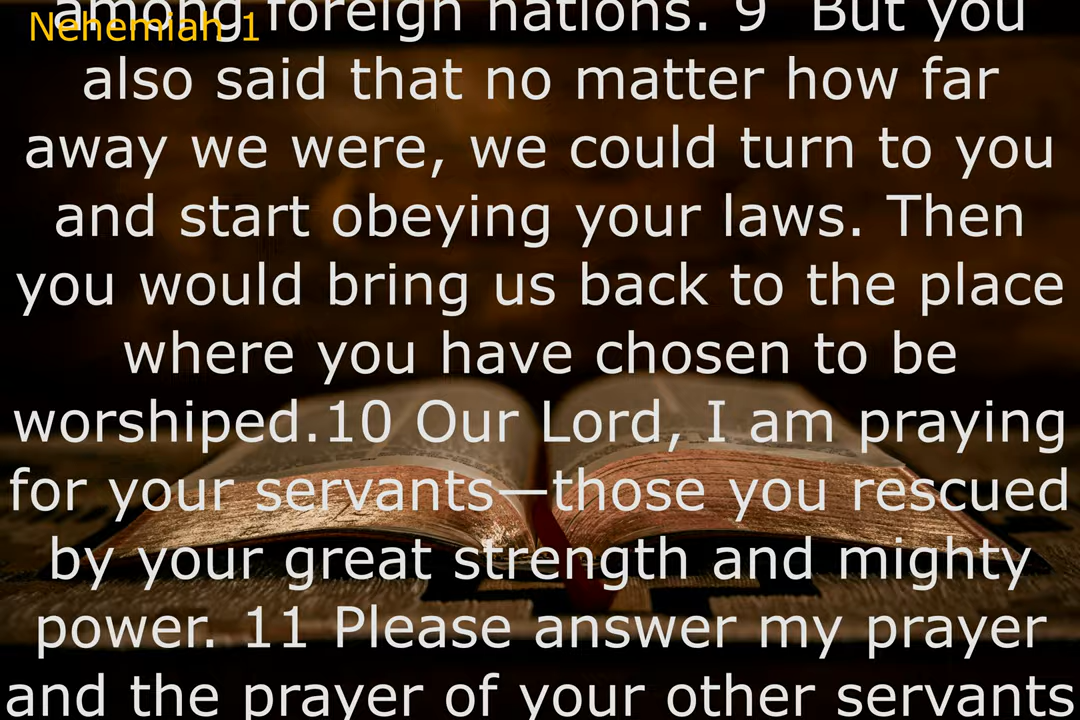 among foreign nations. 9 But you
Nehemiah 1
also said that no matter how far
away we were, we could turn to you
and start obeying your laws. Then
you would bring us back to the place
where you have chosen to be
worshiped.10 Our Lord, I am praying
for your servants—those you rescued
by your great strength and mighty
power. 11 Please answer my prayer
and the prayer of your other servants